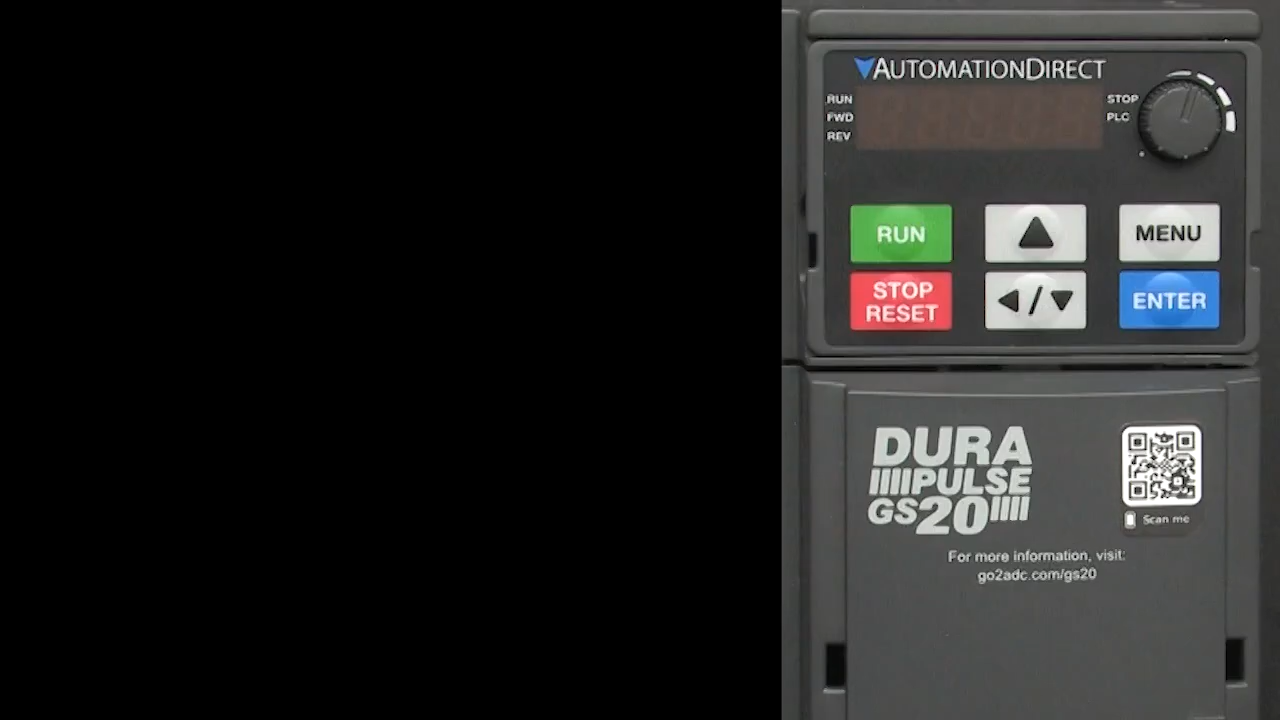 AUTOMATIONDIRECT
RUN
FWD
REV
STOP
PLC
RUN
MENU
STOP
RESET
/
ENTER
DURA
PULSE
GS20
Scan me
For more information, visit:
go2adc.com/gs20